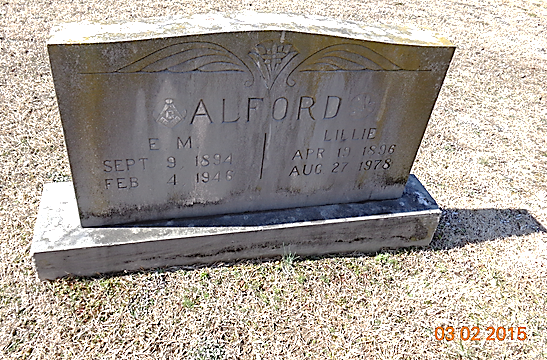 ALFORD
E M
SEPT 9 1894
FEB 4 1946
LILLIE
APR 19 1896
AUG 27 1978
03 02 2015